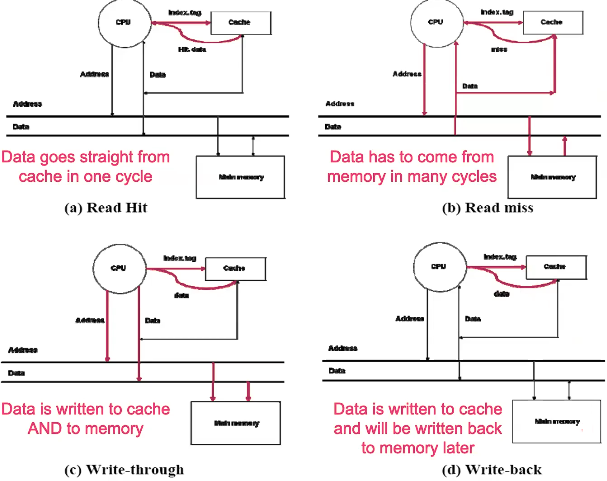 CPU
Index.tag
Cache
Hit. data
Address
Data
Address
Data
Main memory
Data goes straight from
cache in one cycle
(a) Read Hit
CPU
Index.tag
Cache
miss
Address
Data
Address
Data
Main memory
Data has to come from
memory in many cycles
(b) Read miss
CPU
Index.tag
Cache
data
Address
Data
Address
Data
Main memory
Data is written to cache
AND to memory
(c) Write-through
CPU
Index.tag
Cache
data
Address
Data
Address
Data
Main memory
Data is written to cache
and will be written back
to memory later
(d) Write-back